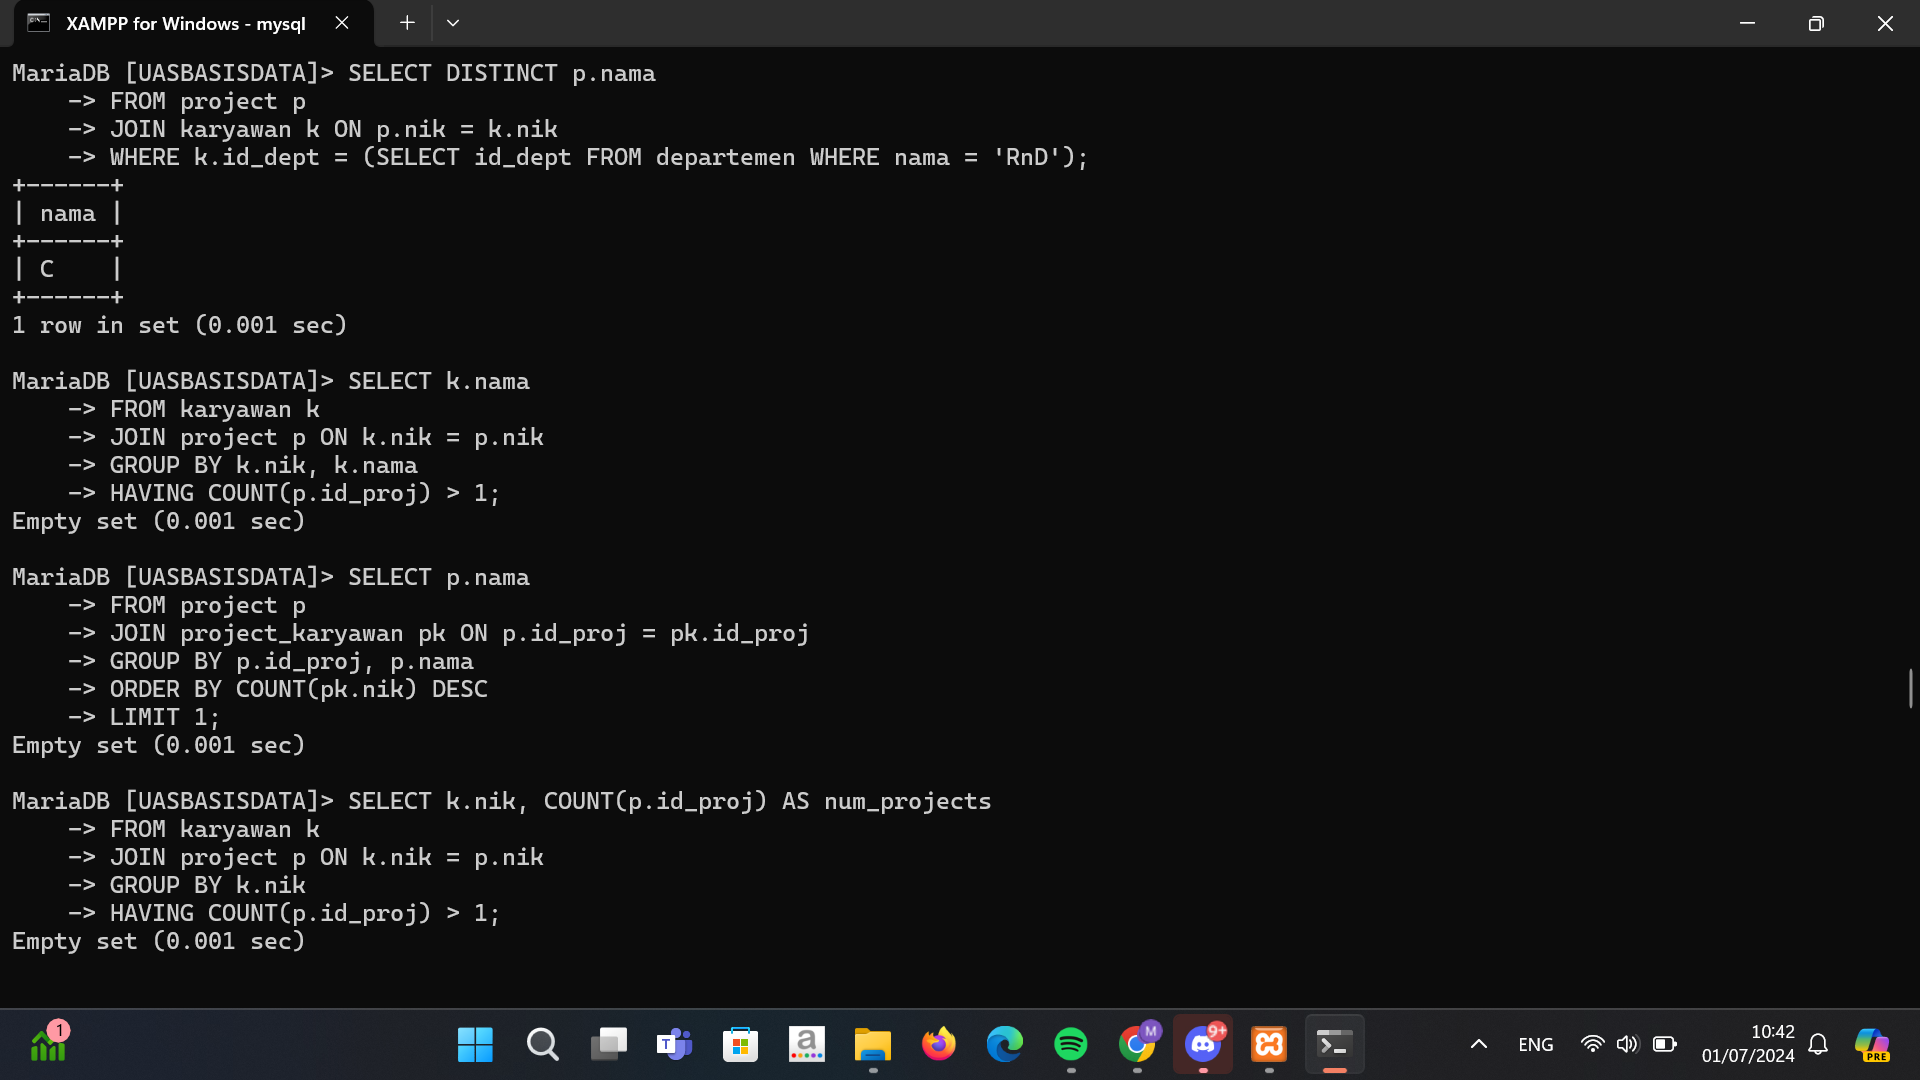 XAMPP for Windows - mysql
MariaDB [UASBASISDATA]> SELECT DISTINCT p.nama
    -> FROM project p
    -> JOIN karyawan k ON p.nik = k.nik
    -> WHERE k.id_dept = (SELECT id_dept FROM departemen WHERE nama = 'RnD');
+------+
| nama |
+------+
| C    |
+------+
1 row in set (0.001 sec)
MariaDB [UASBASISDATA]> SELECT k.nama
    -> FROM karyawan k
    -> JOIN project p ON k.nik = p.nik
    -> GROUP BY k.nik, k.nama
    -> HAVING COUNT(p.id_proj) > 1;
Empty set (0.001 sec)
MariaDB [UASBASISDATA]> SELECT p.nama
    -> FROM project p
    -> JOIN project_karyawan pk ON p.id_proj = pk.id_proj
    -> GROUP BY p.id_proj, p.nama
    -> ORDER BY COUNT(pk.nik) DESC
    -> LIMIT 1;
Empty set (0.001 sec)
MariaDB [UASBASISDATA]> SELECT k.nik, COUNT(p.id_proj) AS num_projects
    -> FROM karyawan k
    -> JOIN project p ON k.nik = p.nik
    -> GROUP BY k.nik
    -> HAVING COUNT(p.id_proj) > 1;
Empty set (0.001 sec)
1
T
a
M
9+
ENG
10:42
01/07/2024
PRE